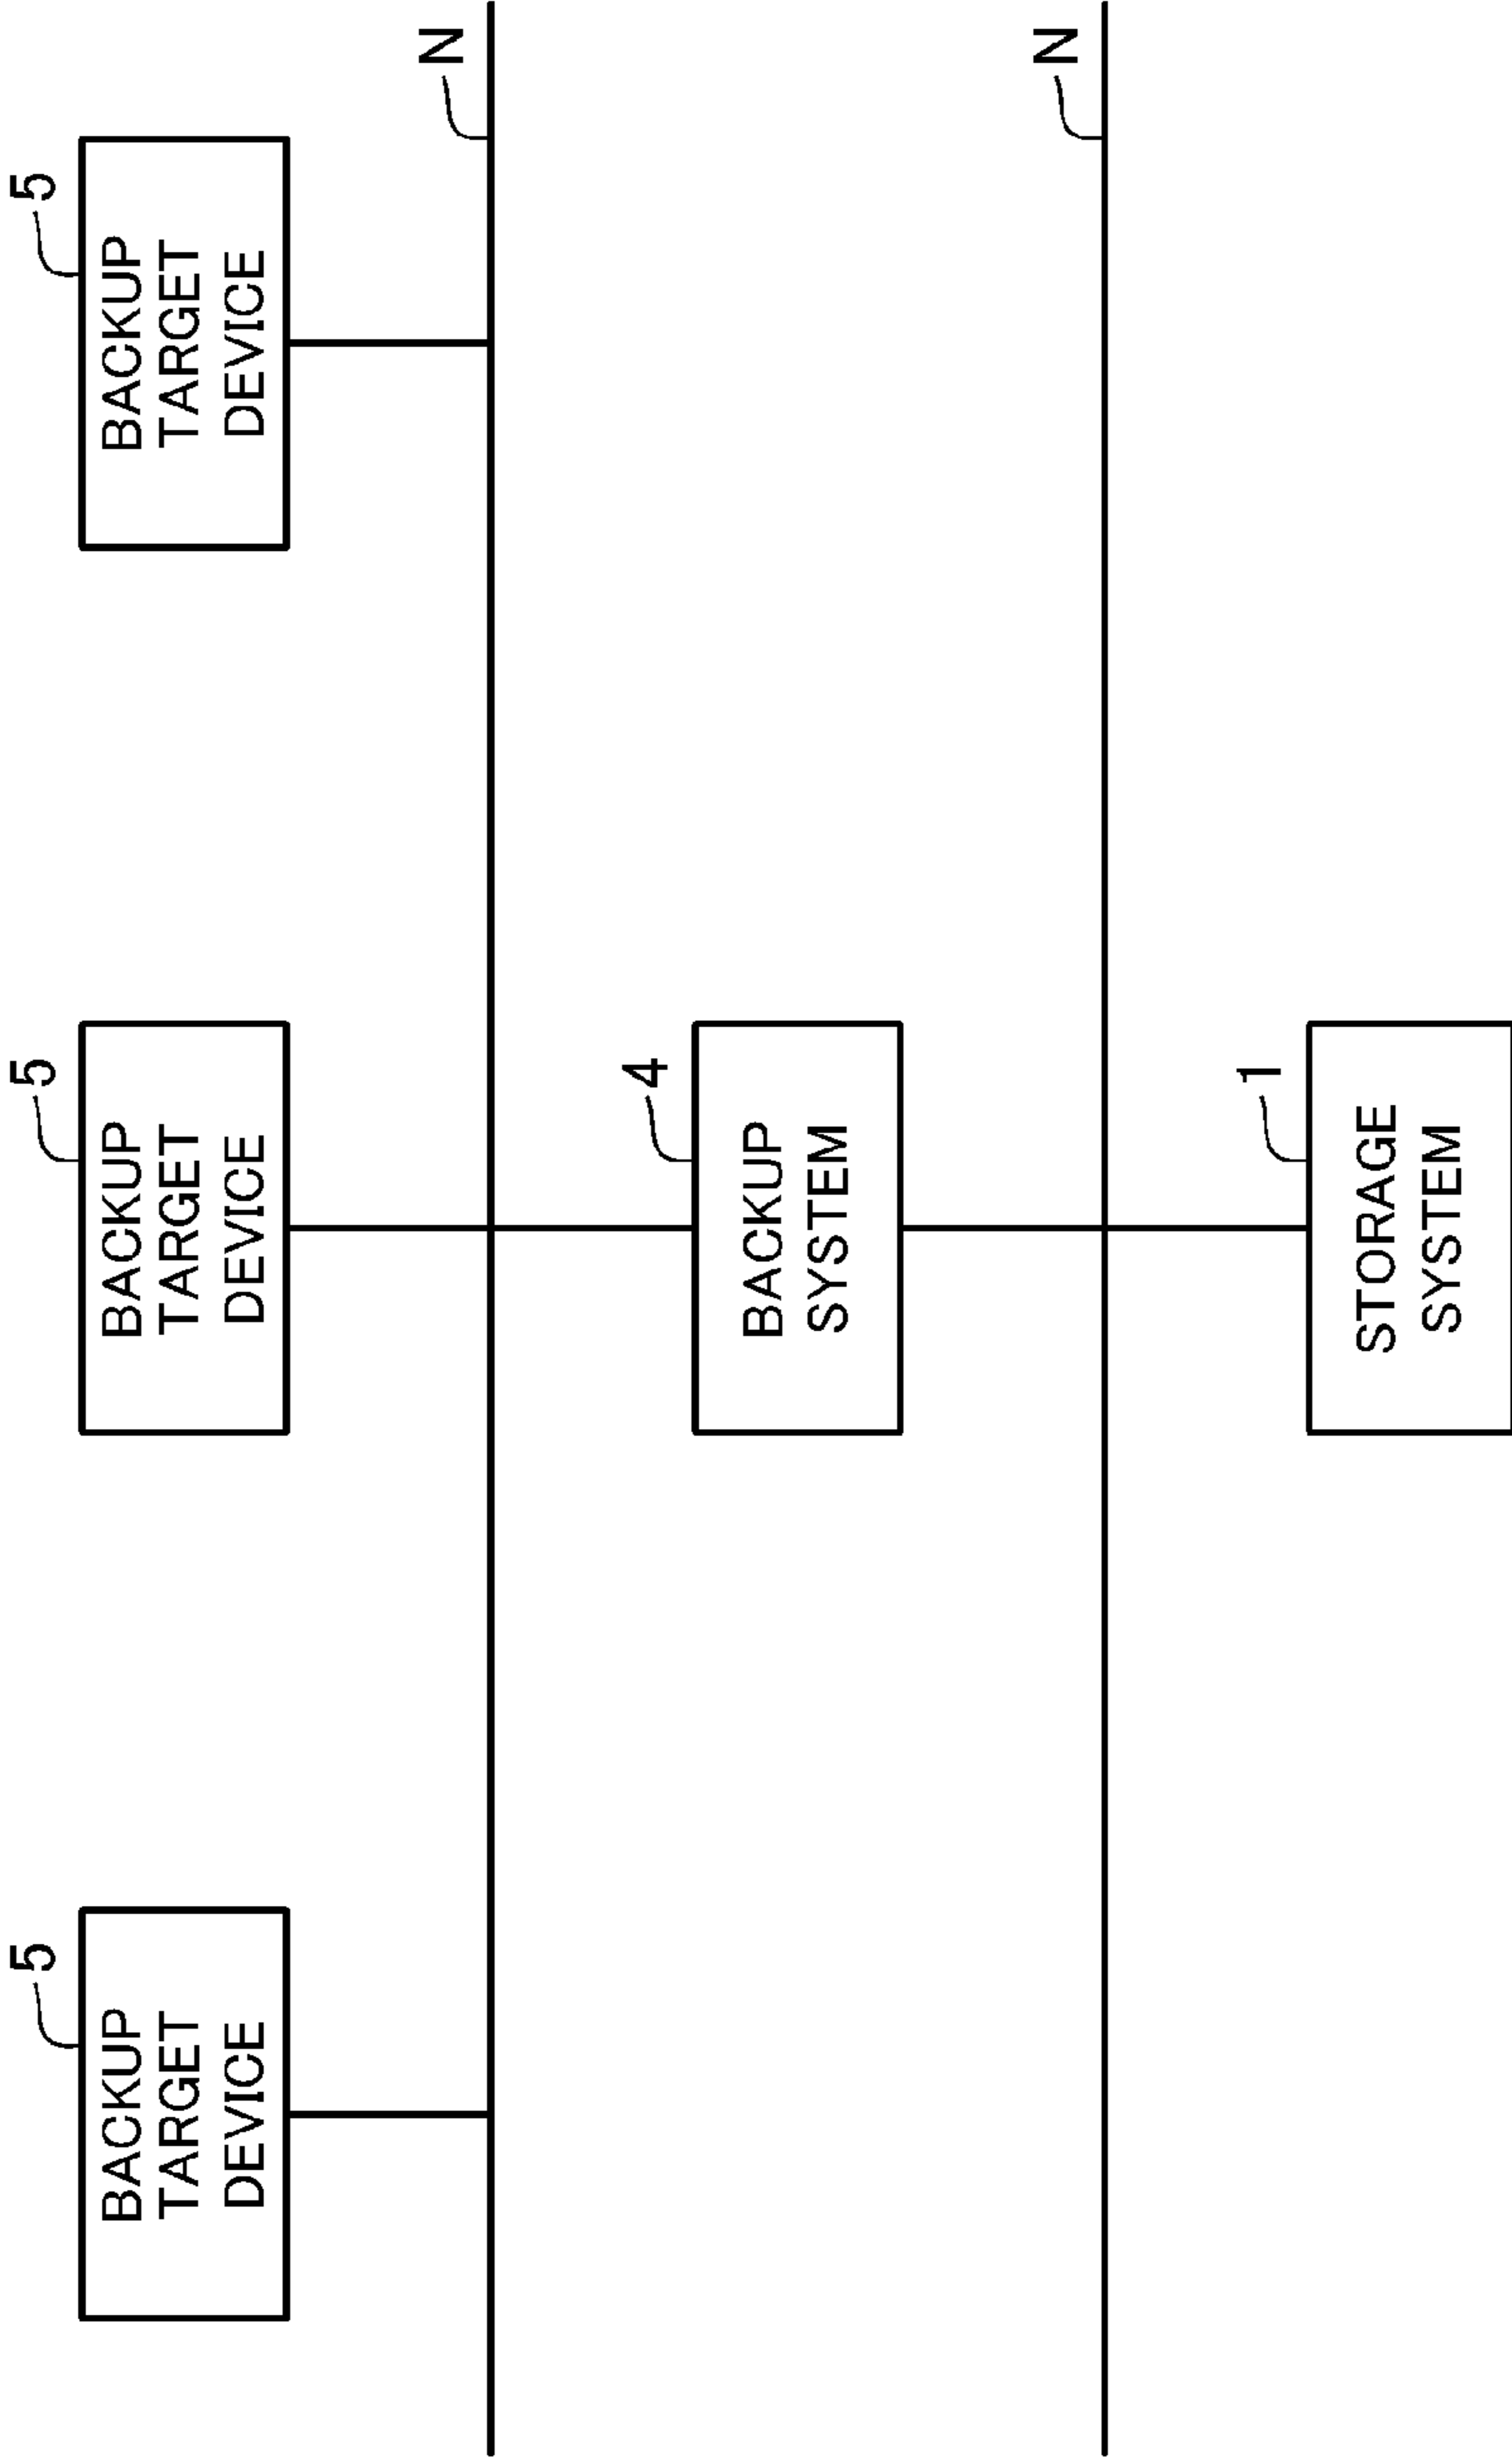 5
BACKUP
TARGET
DEVICE
5
BACKUP
TARGET
DEVICE
5
BACKUP
TARGET
DEVICE
N
4
BACKUP
SYSTEM
N
1
STORAGE
SYSTEM